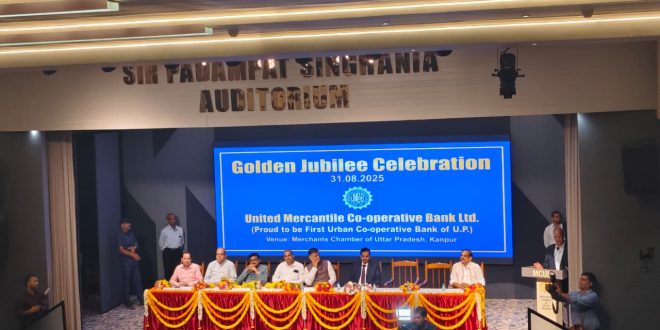 SIR PADAMPAT SINGHANIA
AUDITORIUM
Golden Jubilee Celebration
31.08.2025
United Mercantile Co-operative Bank Ltd.
(Proud to be First Urban Co-operative Bank of U.P.)
Venue: Merchants Chamber of Uttar Pradesh, Kanpur